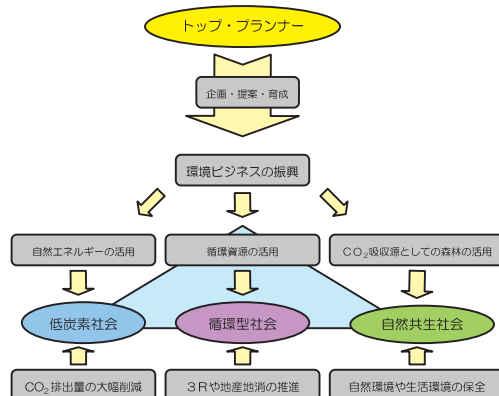 トップ・プランナー
企画・提案・育成
環境ビジネスの振興
自然エネルギーの活用
循環資源の活用
CO₂吸収源としての森林の活用
低炭素社会
循環型社会
自然共生社会
CO₂排出量の大幅削減
３Rや地産地消の推進
自然環境や生活環境の保全